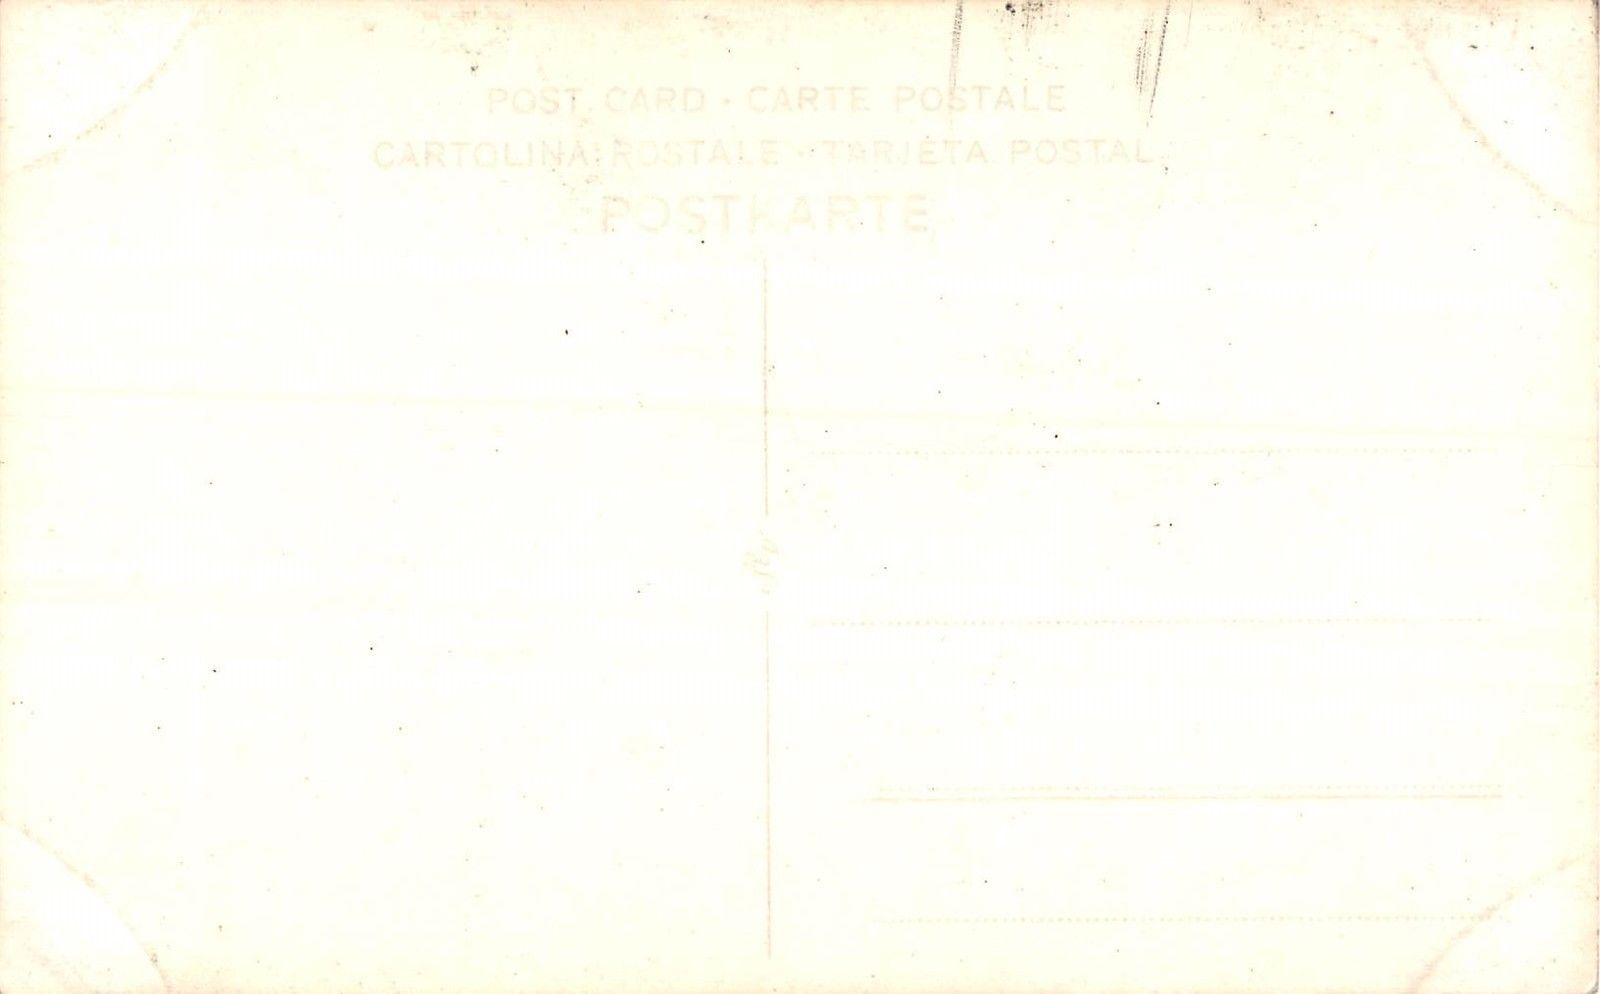 POST CARD · CARTE POSTALE
CARTOLINA POSTALE · TARJETA POSTAL
POSTKARTE